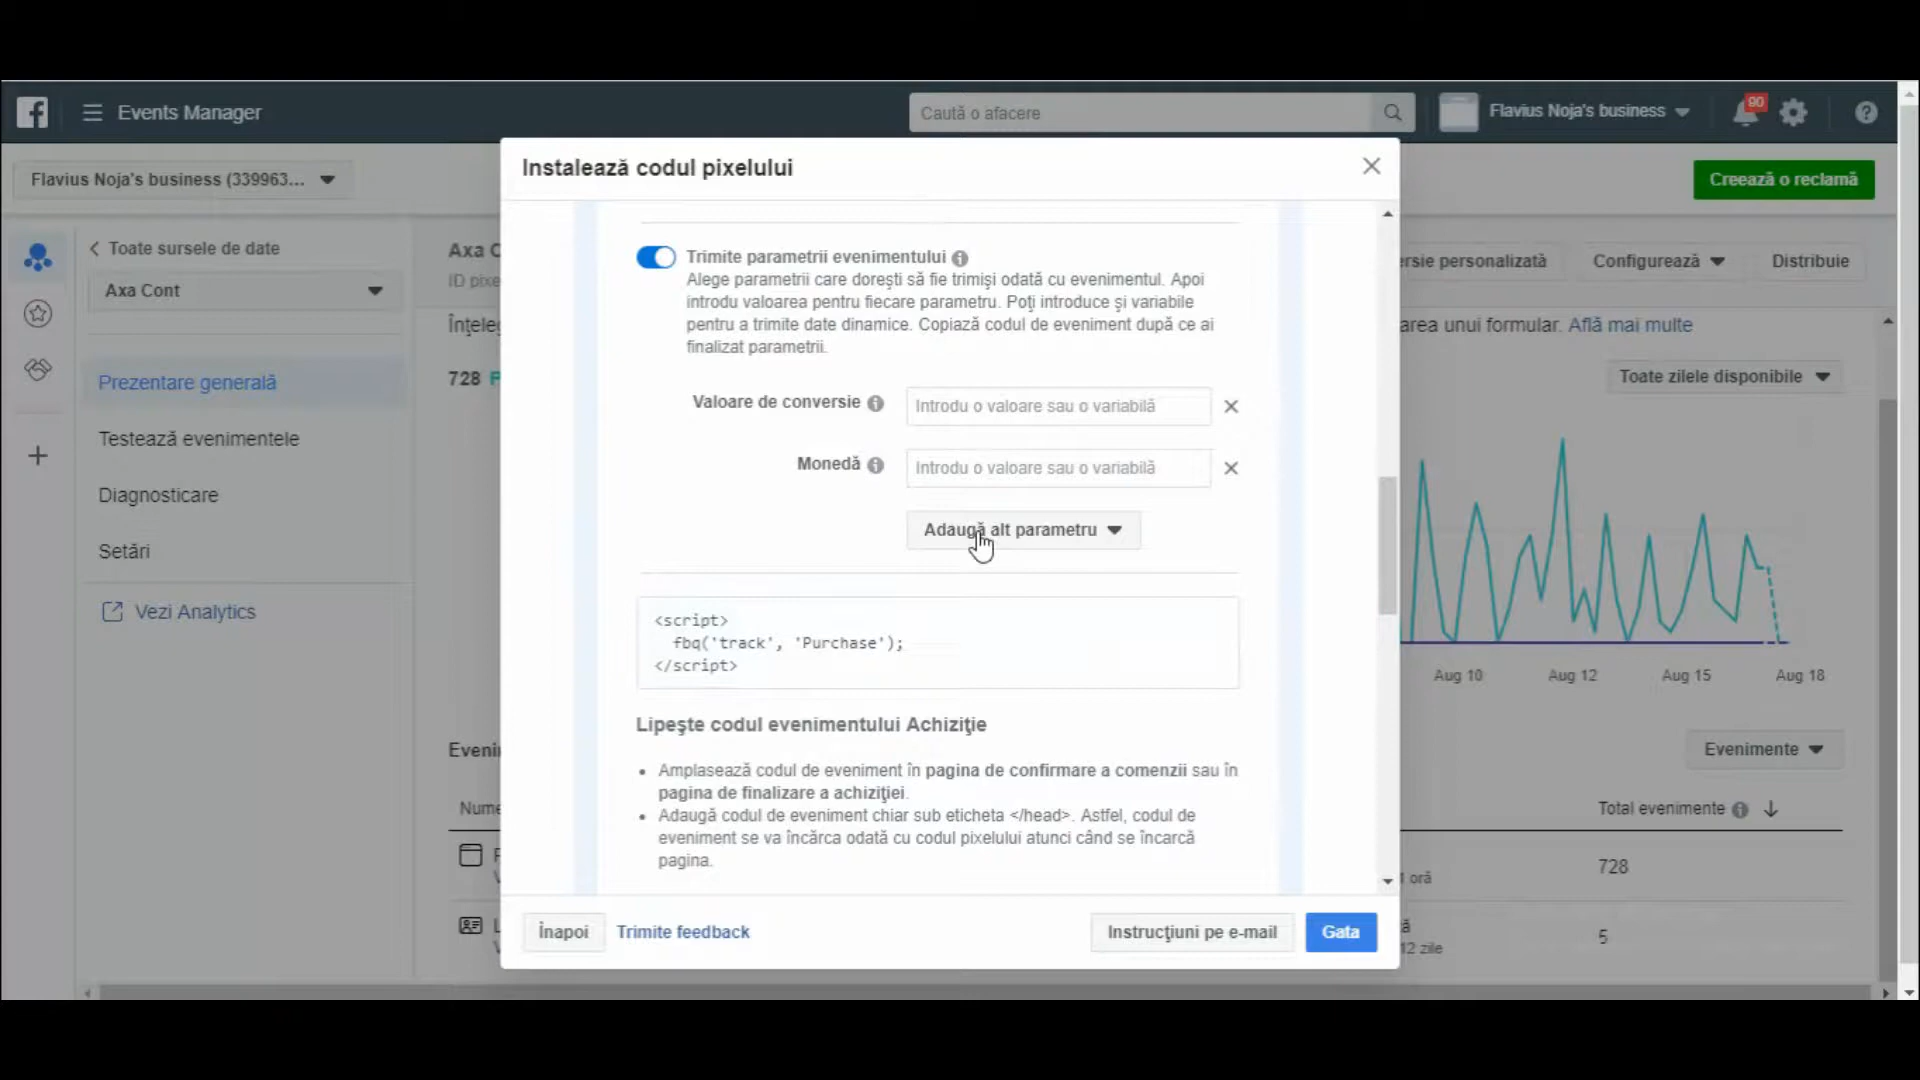 Events Manager
Caută o afacere
Flavius Noja's business
90
Flavius Noja's business (339963...
Creează o reclamă
Instalează codul pixelului
Toate sursele de date
Axa Cont
Prezentare generală
Testează evenimentele
Diagnosticare
Setări
Vezi Analytics
Axa C
ID pixe
Înțeleg
728
Trimite parametrii evenimentului
Alege parametrii care dorești să fie trimiși odată cu evenimentul. Apoi
introdu valoarea pentru fiecare parametru. Poți introduce și variabile
pentru a trimite date dinamice. Copiază codul de eveniment după ce ai
finalizat parametrii.
Valoare de conversie
Introdu o valoare sau o variabilă
Monedă
Introdu o valoare sau o variabilă
Adaugă alt parametru
<script>
fbq('track', 'Purchase');
</script>
Lipește codul evenimentului Achiziție
• Amplasează codul de eveniment în pagina de confirmare a comenzii sau în
pagina de finalizare a achiziției.
• Adaugă codul de eveniment chiar sub eticheta </head>. Astfel, codul de
eveniment se va încărca odată cu codul pixelului atunci când se încarcă
pagina.
Înapoi
Trimite feedback
Instrucțiuni pe e-mail
Gata
ersie personalizată
Configurează
Distribuie
area unui formular. Află mai multe
Toate zilele disponibile
Aug 10
Aug 12
Aug 15
Aug 18
Eveni
Evenimente
Nume
Total evenimente
728
1 oră
5
12 zile